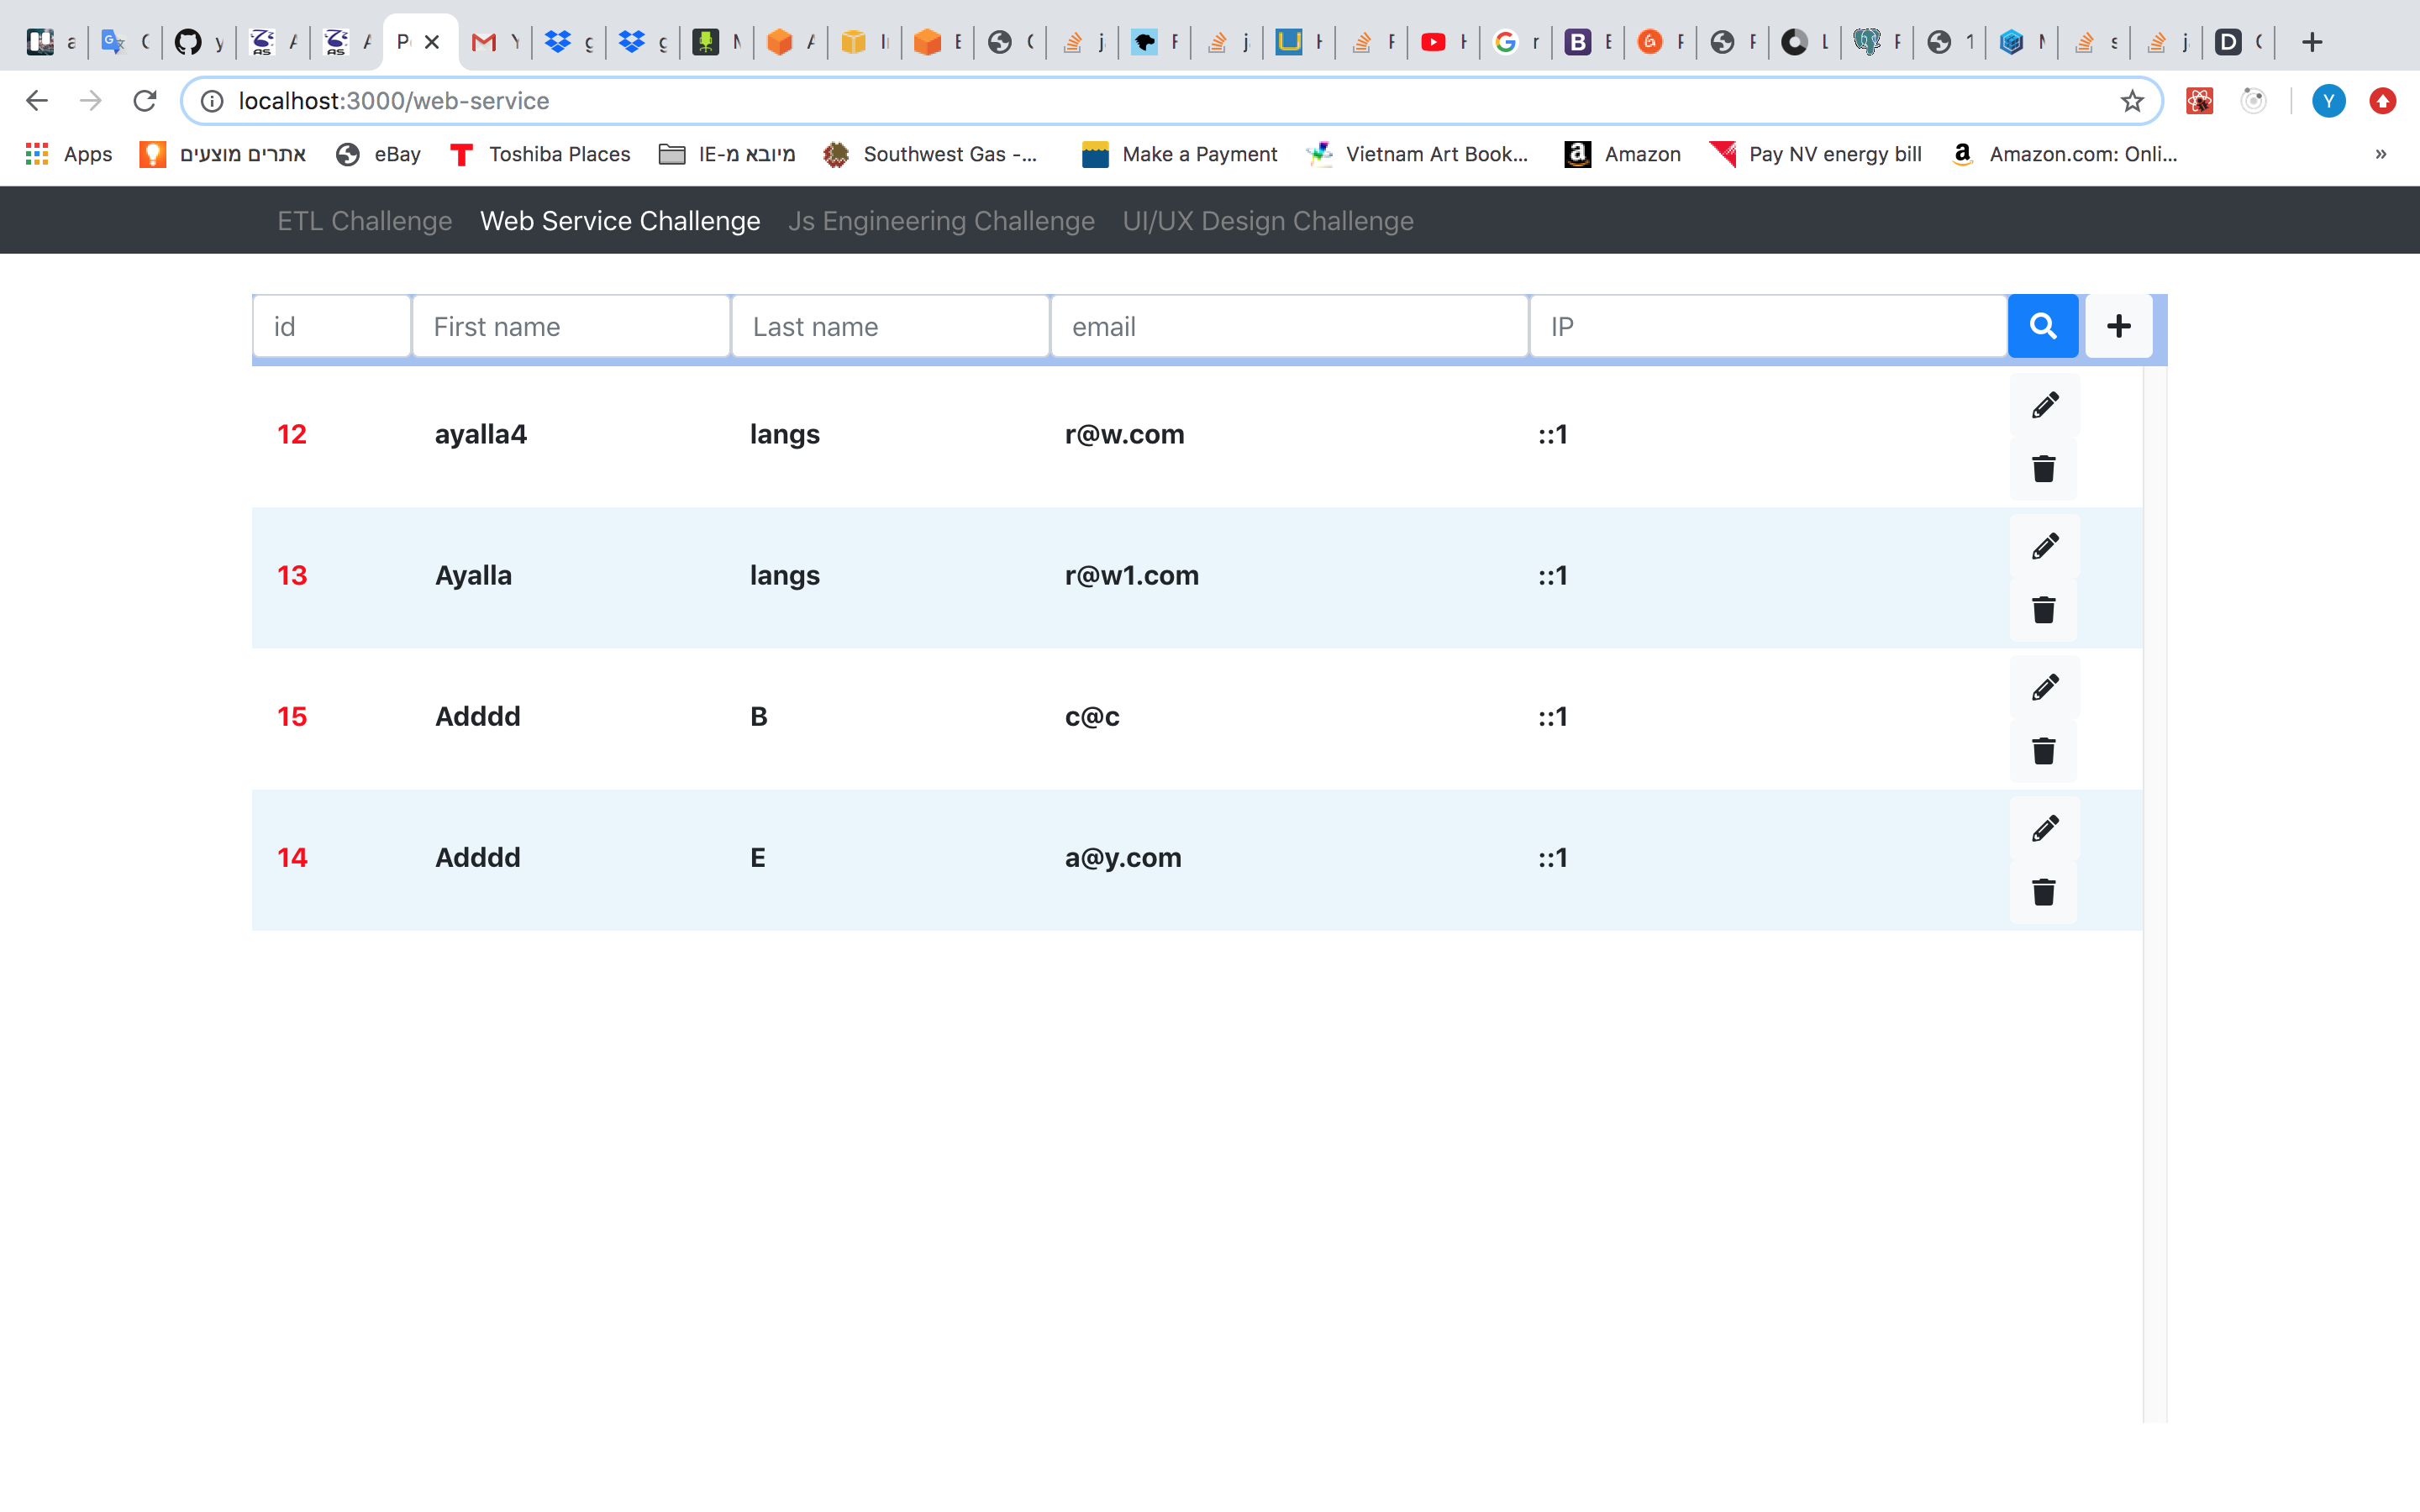 localhost:3000/web-service
Apps אתרים מוצעים eBay Toshiba Places מיובא מ-IE Southwest Gas -... Make a Payment Vietnam Art Book... Amazon Pay NV energy bill Amazon.com: Onli... »
ETL Challenge Web Service Challenge Js Engineering Challenge UI/UX Design Challenge
id First name Last name email IP
12 ayalla4 langs r@w.com ::1
13 Ayalla langs r@w1.com ::1
15 Adddd B c@c ::1
14 Adddd E a@y.com ::1